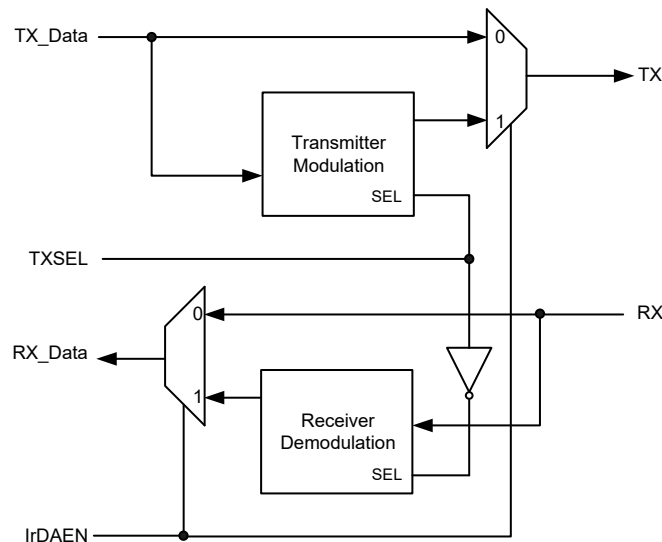 TX_Data
0
TX
1
Transmitter
Modulation
SEL
TXSEL
0
RX
RX_Data
1
Receiver
Demodulation
SEL
IrDAEN